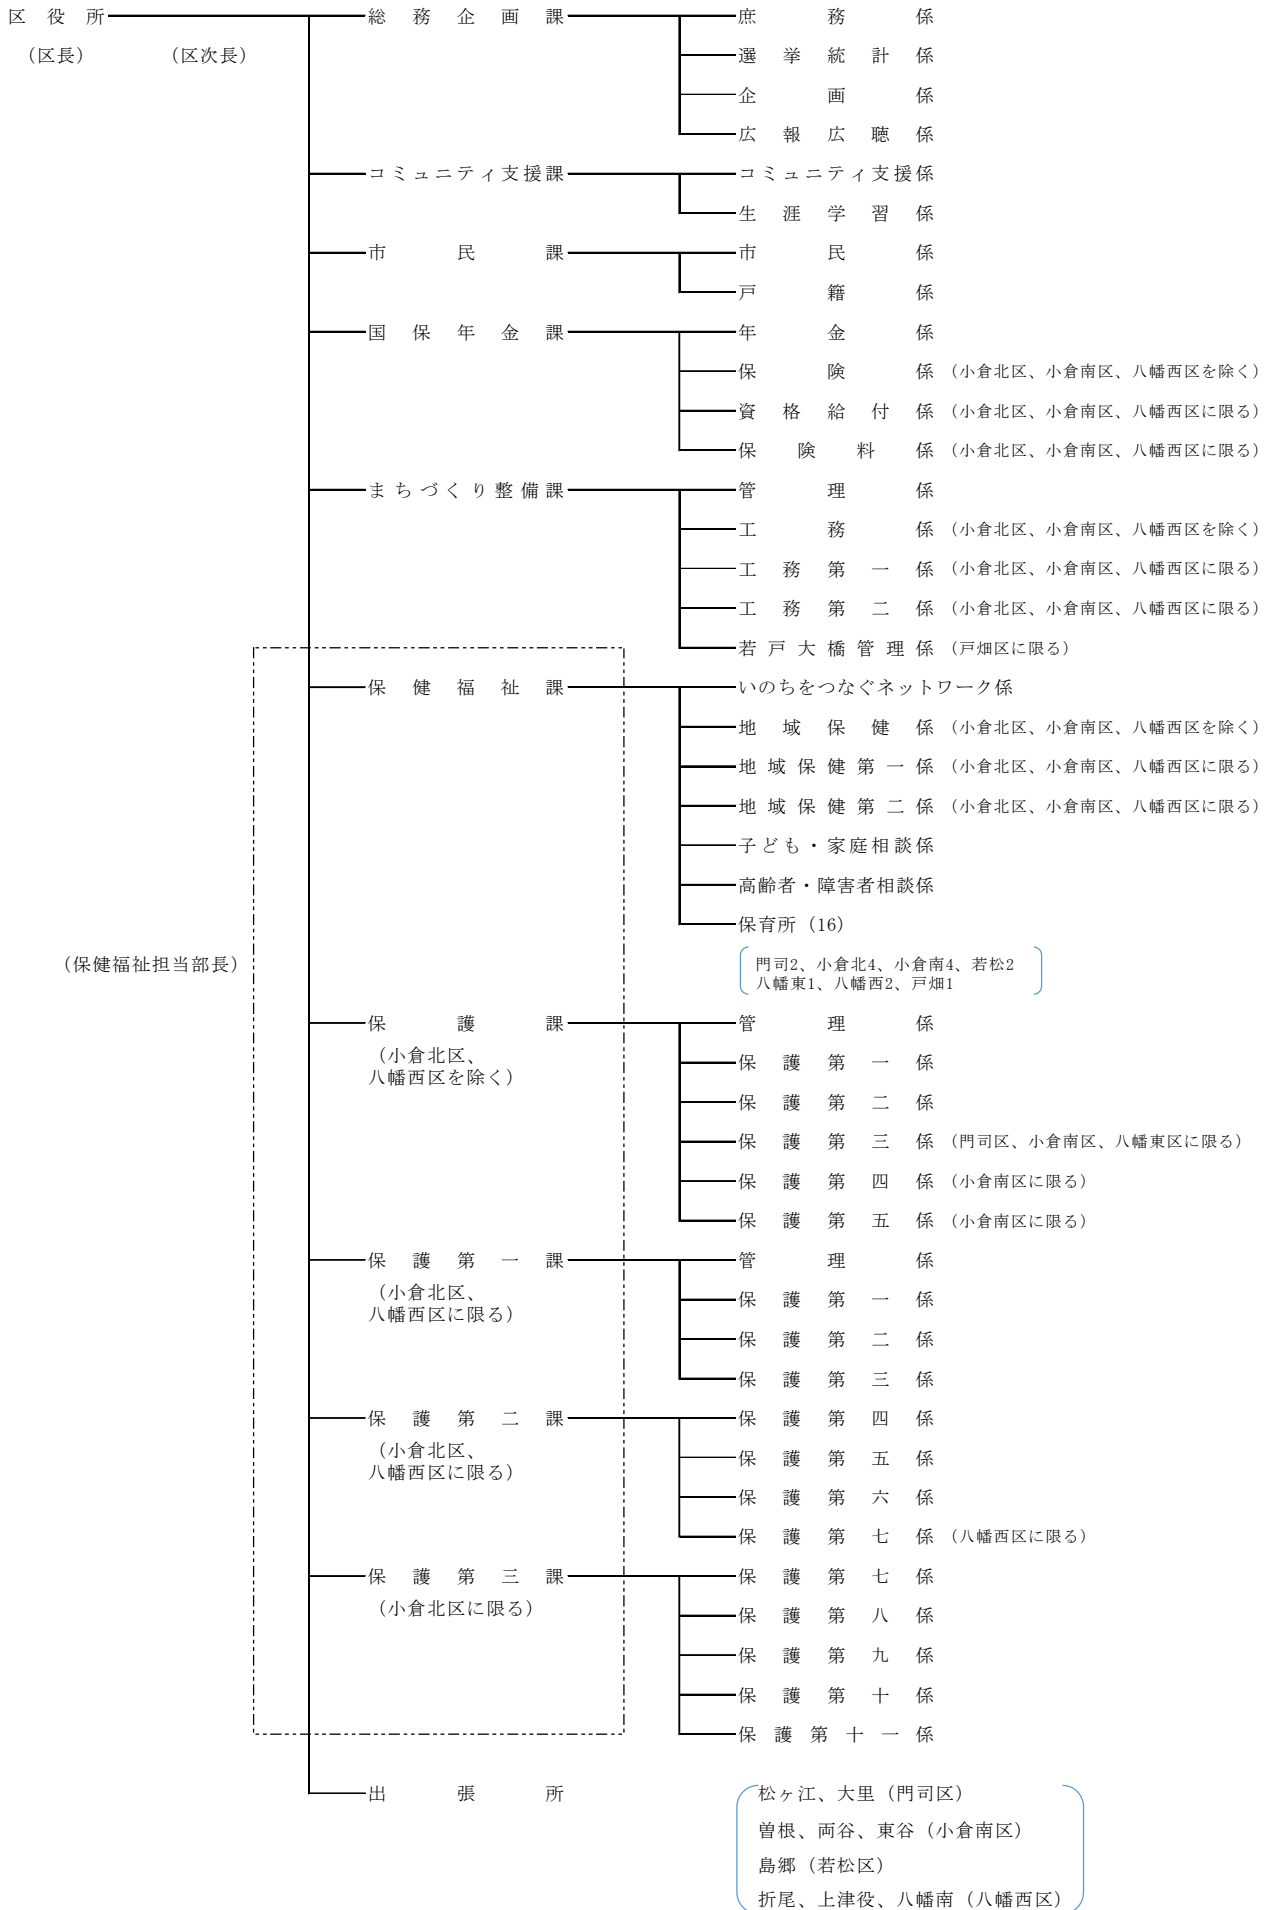 区役所 総務企画課 庶務係
（区長） （区次長） 選挙統計係
企画係
広報広聴係
コミュニティ支援課 コミュニティ支援係
生涯学習係
市民課 市民係
戸籍係
国保年金課 年金係
保険係（小倉北区、小倉南区、八幡西区を除く）
資格給付係（小倉北区、小倉南区、八幡西区に限る）
保険料係（小倉北区、小倉南区、八幡西区に限る）
まちづくり整備課 管理係
工務係（小倉北区、小倉南区、八幡西区を除く）
工務第一係（小倉北区、小倉南区、八幡西区に限る）
工務第二係（小倉北区、小倉南区、八幡西区に限る）
若戸大橋管理係（戸畑区に限る）
保健福祉課 いのちをつなぐネットワーク係
地域保健係（小倉北区、小倉南区、八幡西区を除く）
地域保健第一係（小倉北区、小倉南区、八幡西区に限る）
地域保健第二係（小倉北区、小倉南区、八幡西区に限る）
子ども・家庭相談係
高齢者・障害者相談係
保育所（16）
（保健福祉担当部長） 門司2、小倉北4、小倉南4、若松2
八幡東1、八幡西2、戸畑1
保護課 管理係
（小倉北区、
八幡西区を除く）
保護第一係
保護第二係
保護第三係（門司区、小倉南区、八幡東区に限る）
保護第四係（小倉南区に限る）
保護第五係（小倉南区に限る）
保護第一課 管理係
（小倉北区、
八幡西区に限る）
保護第一係
保護第二係
保護第三係
保護第二課 保護第四係
（小倉北区、
八幡西区に限る）
保護第五係
保護第六係
保護第七係（八幡西区に限る）
保護第三課 保護第七係
（小倉北区に限る）
保護第八係
保護第九係
保護第十係
保護第十一係
出張所 松ヶ江、大里（門司区）
曽根、両谷、東谷（小倉南区）
島郷（若松区）
折尾、上津役、八幡南（八幡西区）